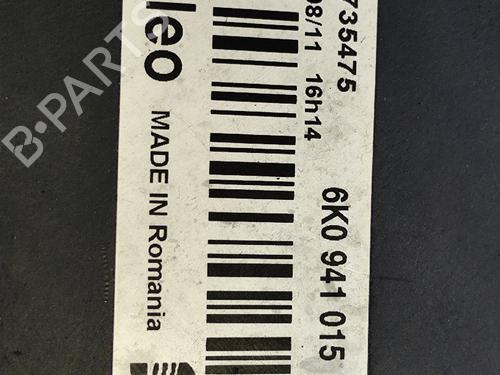 735475
08/11 16h14
6K0 941 015
leo
MADE IN Romania
B-PARTS